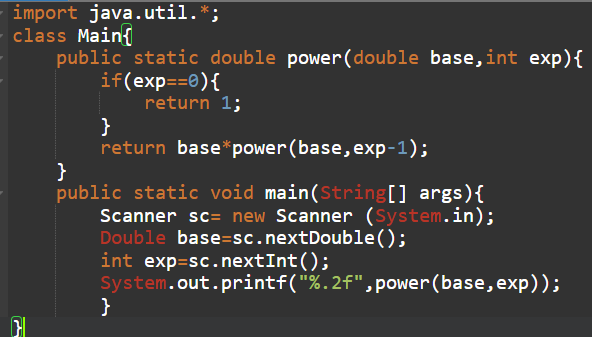 import java.util.*;
class Main{
    public static double power(double base,int exp){
        if(exp==0){
            return 1;
        }
        return base*power(base,exp-1);
    }
    public static void main(String[] args){
        Scanner sc= new Scanner (System.in);
        Double base=sc.nextDouble();
        int exp=sc.nextInt();
        System.out.printf("%.2f",power(base,exp));
        }
}